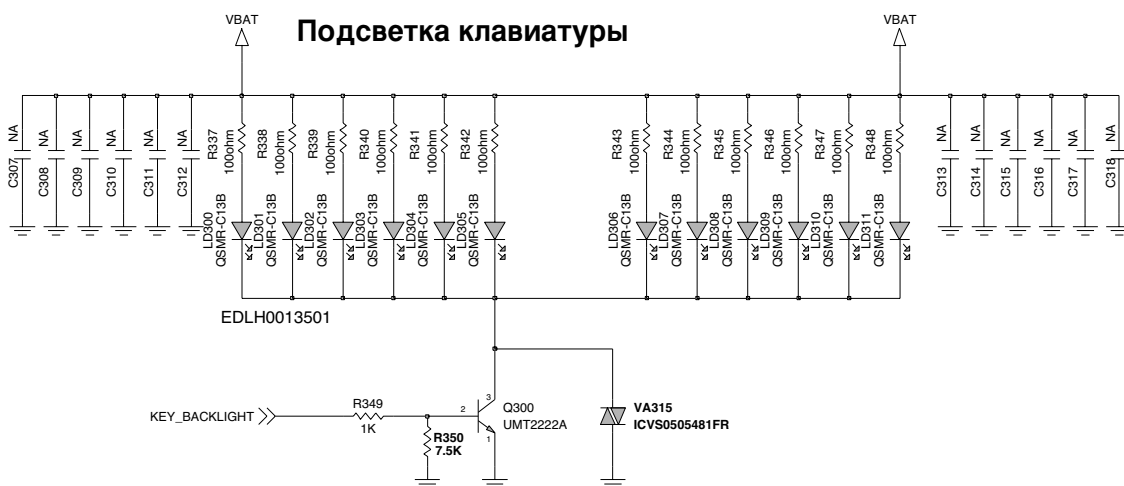 VBAT
Подсветка клавиатуры
VBAT
C307 NA
C308 NA
C309 NA
C310 NA
C311 NA
C312 NA
R337 100ohm
R338 100ohm
R339 100ohm
R340 100ohm
R341 100ohm
R342 100ohm
R343 100ohm
R344 100ohm
R345 100ohm
R346 100ohm
R347 100ohm
R348 100ohm
C313 NA
C314 NA
C315 NA
C316 NA
C317 NA
C318 NA
LD300 QSMR-C13B
LD301 QSMR-C13B
LD302 QSMR-C13B
LD303 QSMR-C13B
LD304 QSMR-C13B
LD305 QSMR-C13B
LD306 QSMR-C13B
LD307 QSMR-C13B
LD308 QSMR-C13B
LD309 QSMR-C13B
LD310 QSMR-C13B
LD311 QSMR-C13B
EDLH0013501
KEY_BACKLIGHT
R349
1K
R350
7.5K
2
3
1
Q300
UMT2222A
VA315
ICVS0505481FR